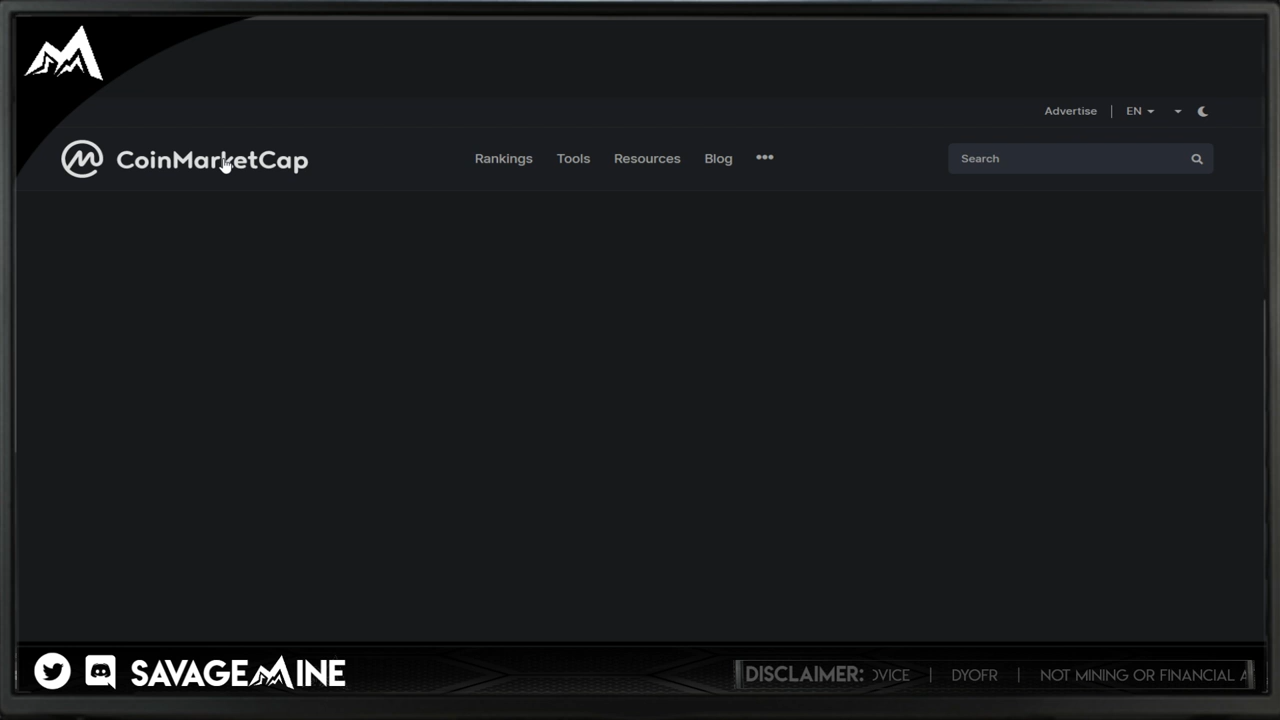 Advertise | EN
CoinMarketCap
Rankings Tools Resources Blog •••
Search
SAVAGEMINE
DISCLAIMER: | DYOFR | NOT MINING OR FINANCIAL